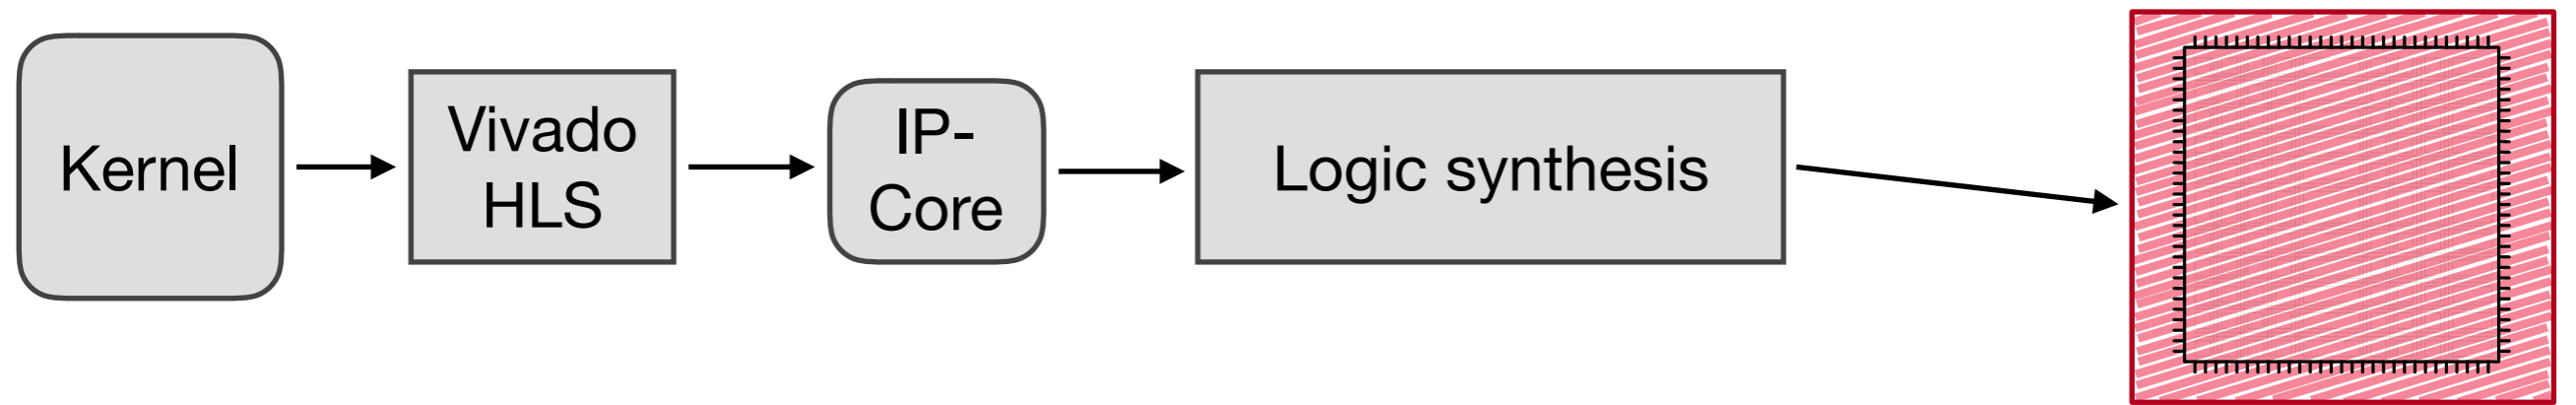 Kernel
Vivado
HLS
IP-
Core
Logic synthesis